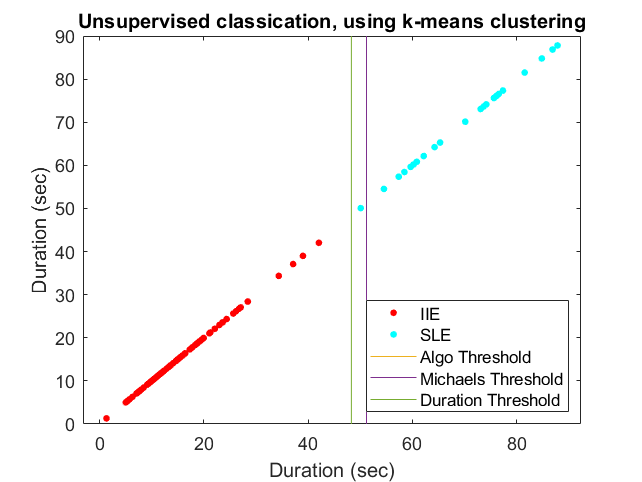 Unsupervised classication, using k-means clustering
Duration (sec)
90
80
70
60
50
40
30
20
10
0
0 20 40 60 80
Duration (sec)
IIE
SLE
Algo Threshold
Michaels Threshold
Duration Threshold